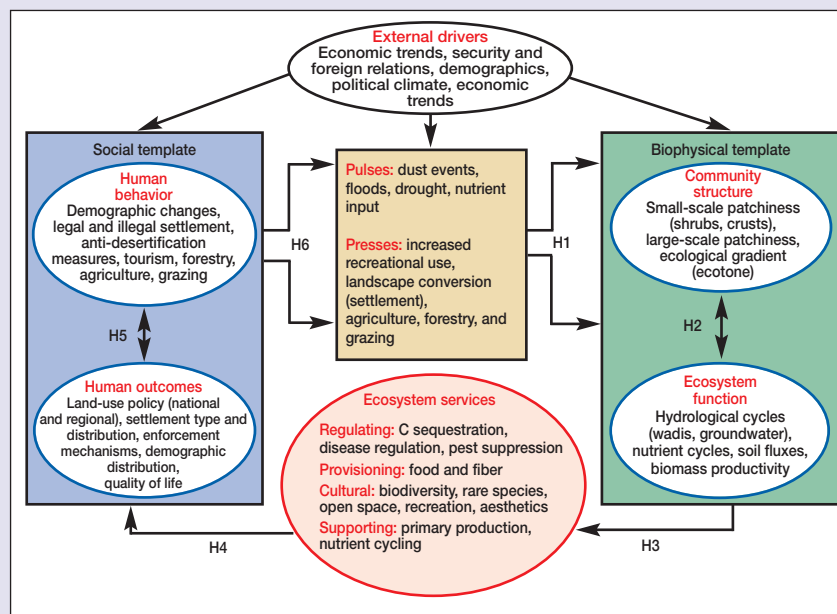 External drivers
Economic trends, security and
foreign relations, demographics,
political climate, economic
trends
Social template
Human
behavior
Demographic changes,
legal and illegal settlement,
anti-desertification
measures, tourism, forestry,
agriculture, grazing
H5
Human outcomes
Land-use policy (national
and regional), settlement type and
distribution, enforcement
mechanisms, demographic
distribution,
quality of life
H6
Pulses: dust events,
floods, drought, nutrient
input
Presses: increased
recreational use,
landscape conversion
(settlement),
agriculture, forestry, and
grazing
H1
Biophysical template
Community
structure
Small-scale patchiness
(shrubs, crusts),
large-scale patchiness,
ecological gradient
(ecotone)
H2
Ecosystem
function
Hydrological cycles
(wadis, groundwater),
nutrient cycles, soil fluxes,
biomass productivity
Ecosystem services
Regulating: C sequestration,
disease regulation, pest suppression
Provisioning: food and fiber
Cultural: biodiversity, rare species,
open space, recreation, aesthetics
Supporting: primary production,
nutrient cycling
H4
H3